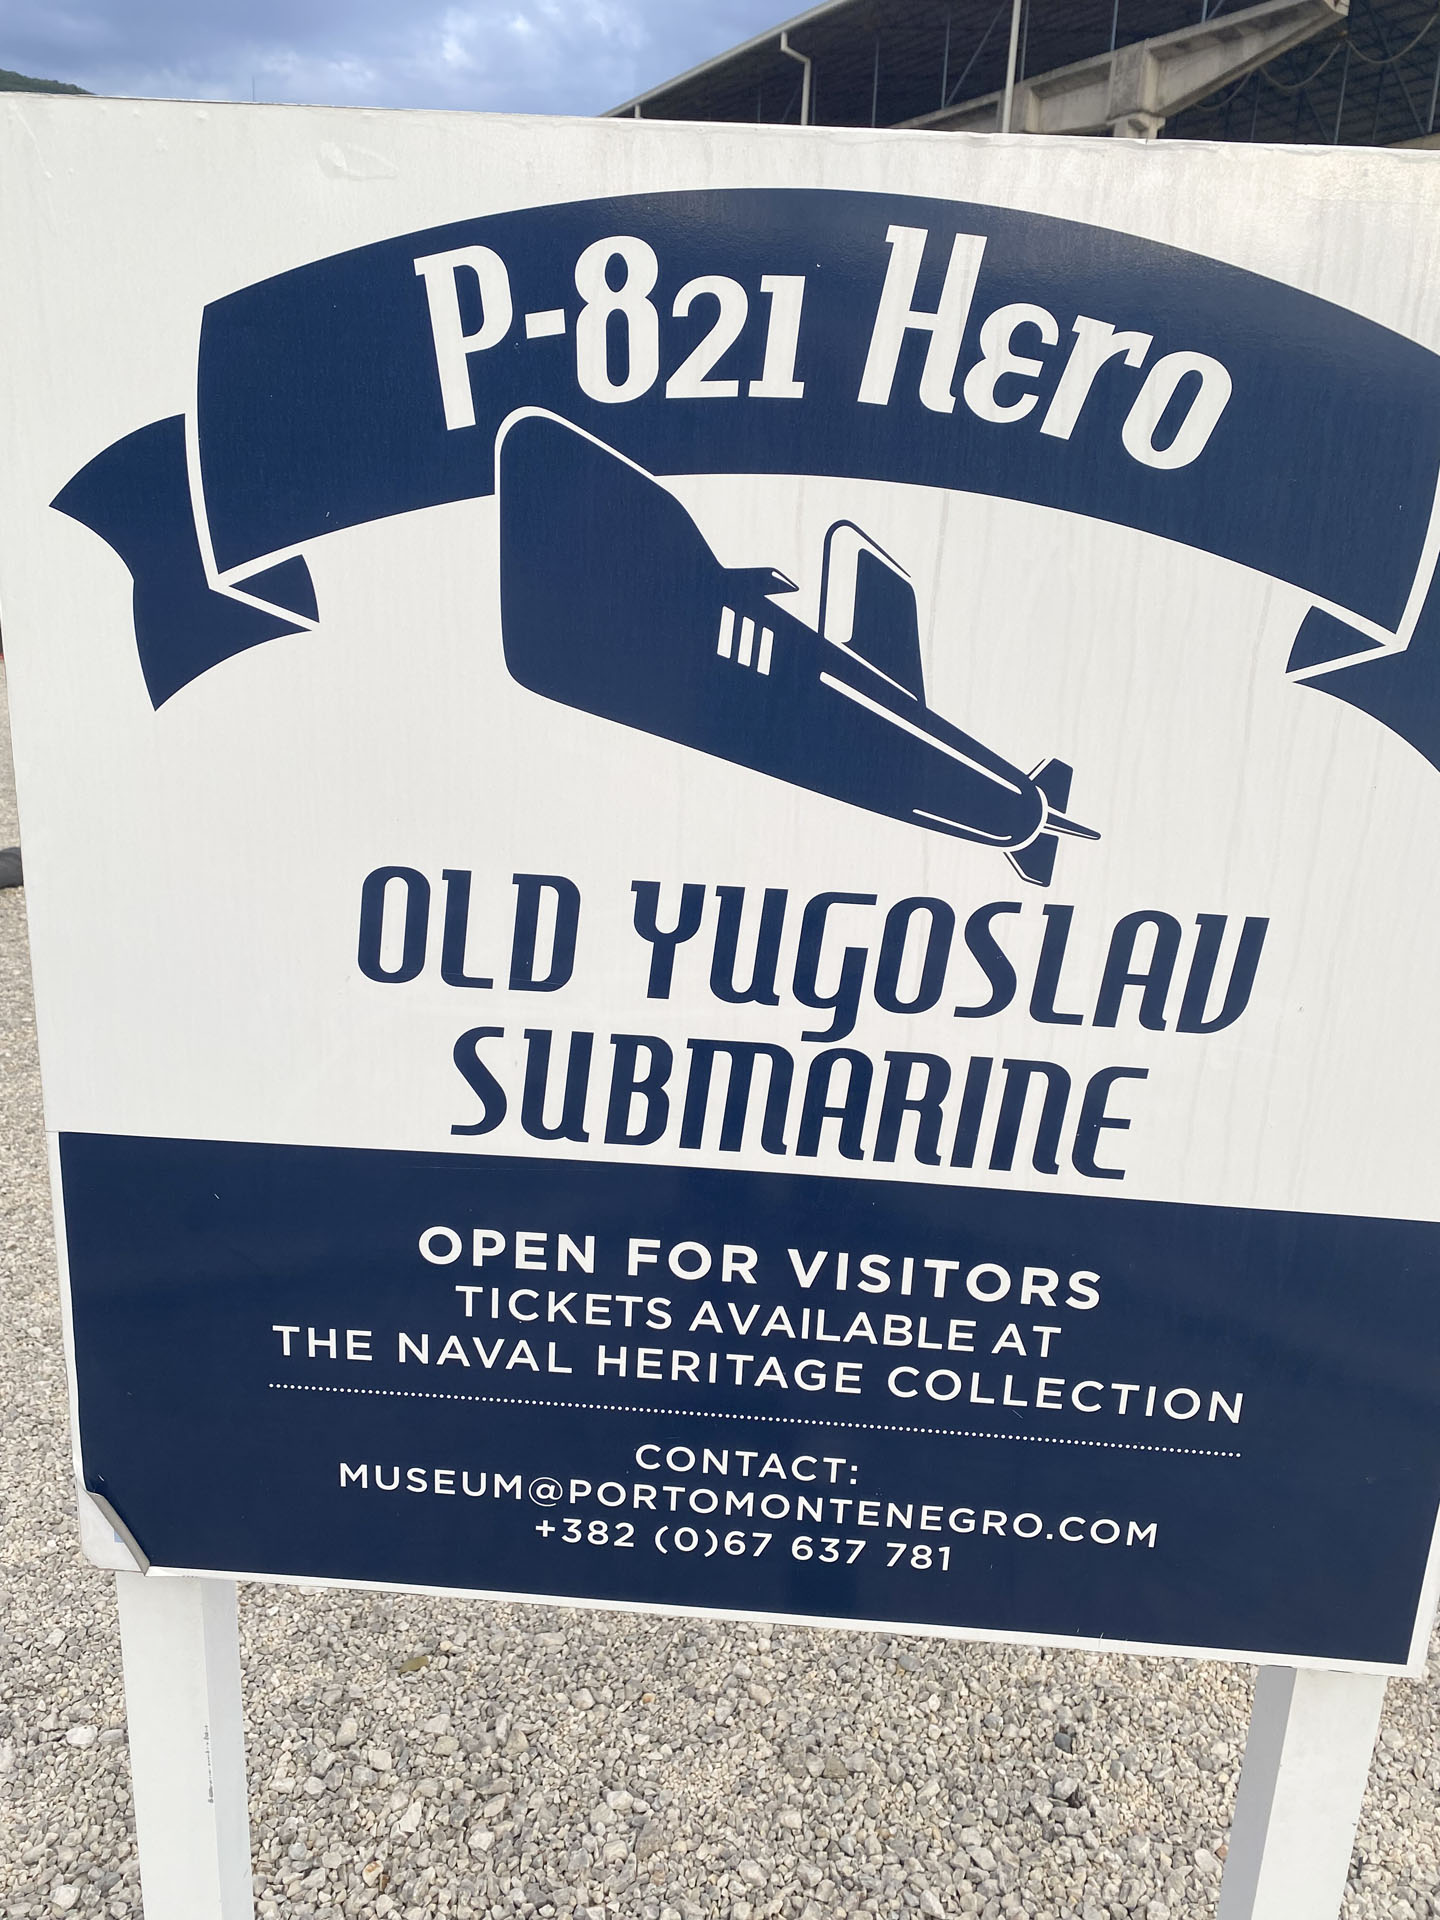 P-821 Hero
OLD YUGOSLAV
SUBMARINE
OPEN FOR VISITORS
TICKETS AVAILABLE AT
THE NAVAL HERITAGE COLLECTION
CONTACT:
MUSEUM@PORTOMONTENEGRO.COM
+382 (0)67 637 781